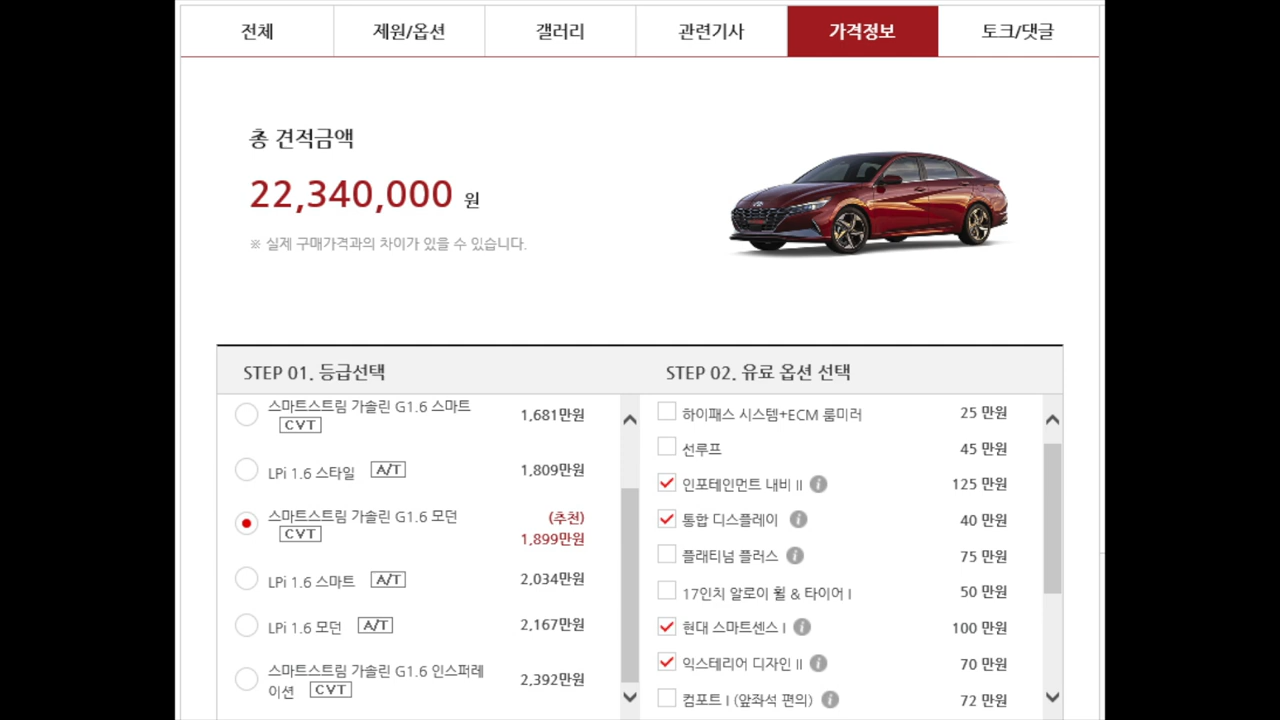 전체
제원/옵션
갤러리
관련기사
가격정보
토크/댓글
총 견적금액
22,340,000 원
※ 실제 구매가격과의 차이가 있을 수 있습니다.
STEP 01. 등급선택
스마트스트림 가솔린 G1.6 스마트
CVT
1,681만원
LPi 1.6 스타일 A/T 1,809만원
스마트스트림 가솔린 G1.6 모던
CVT
(추천)
1,899만원
LPi 1.6 스마트 A/T 2,034만원
LPi 1.6 모던 A/T 2,167만원
스마트스트림 가솔린 G1.6 인스퍼레
이션 CVT
2,392만원
STEP 02. 유료 옵션 선택
하이패스 시스템+ECM 룸미러 25 만원
선루프 45 만원
인포테인먼트 내비 II 125 만원
통합 디스플레이 40 만원
플래티넘 플러스 75 만원
17인치 알로이 휠 & 타이어 I 50 만원
현대 스마트센스 I 100 만원
익스테리어 디자인 II 70 만원
컴포트 I (앞좌석 편의) 72 만원